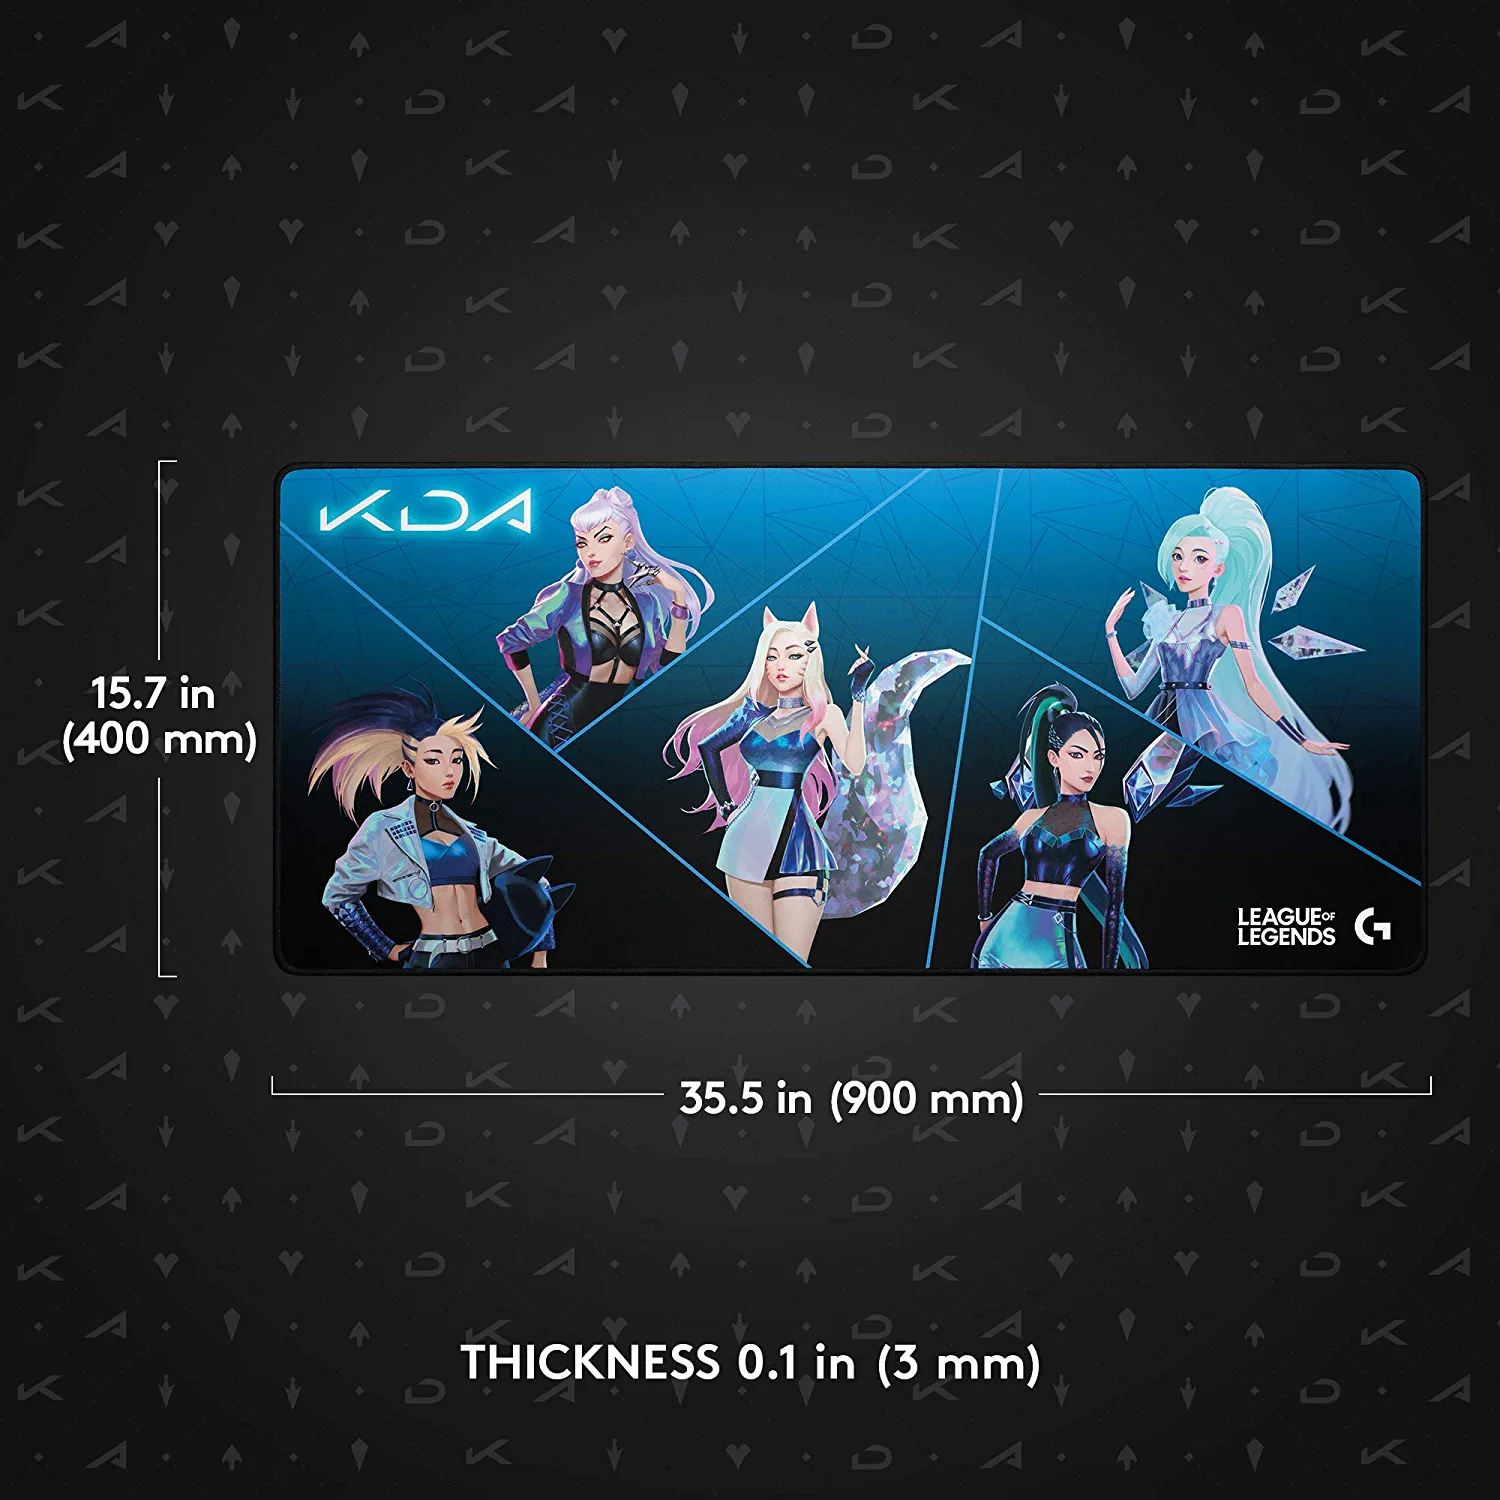 KDA
15.7 in
(400 mm)
LEAGUE OF
LEGENDS
35.5 in (900 mm)
THICKNESS 0.1 in (3 mm)